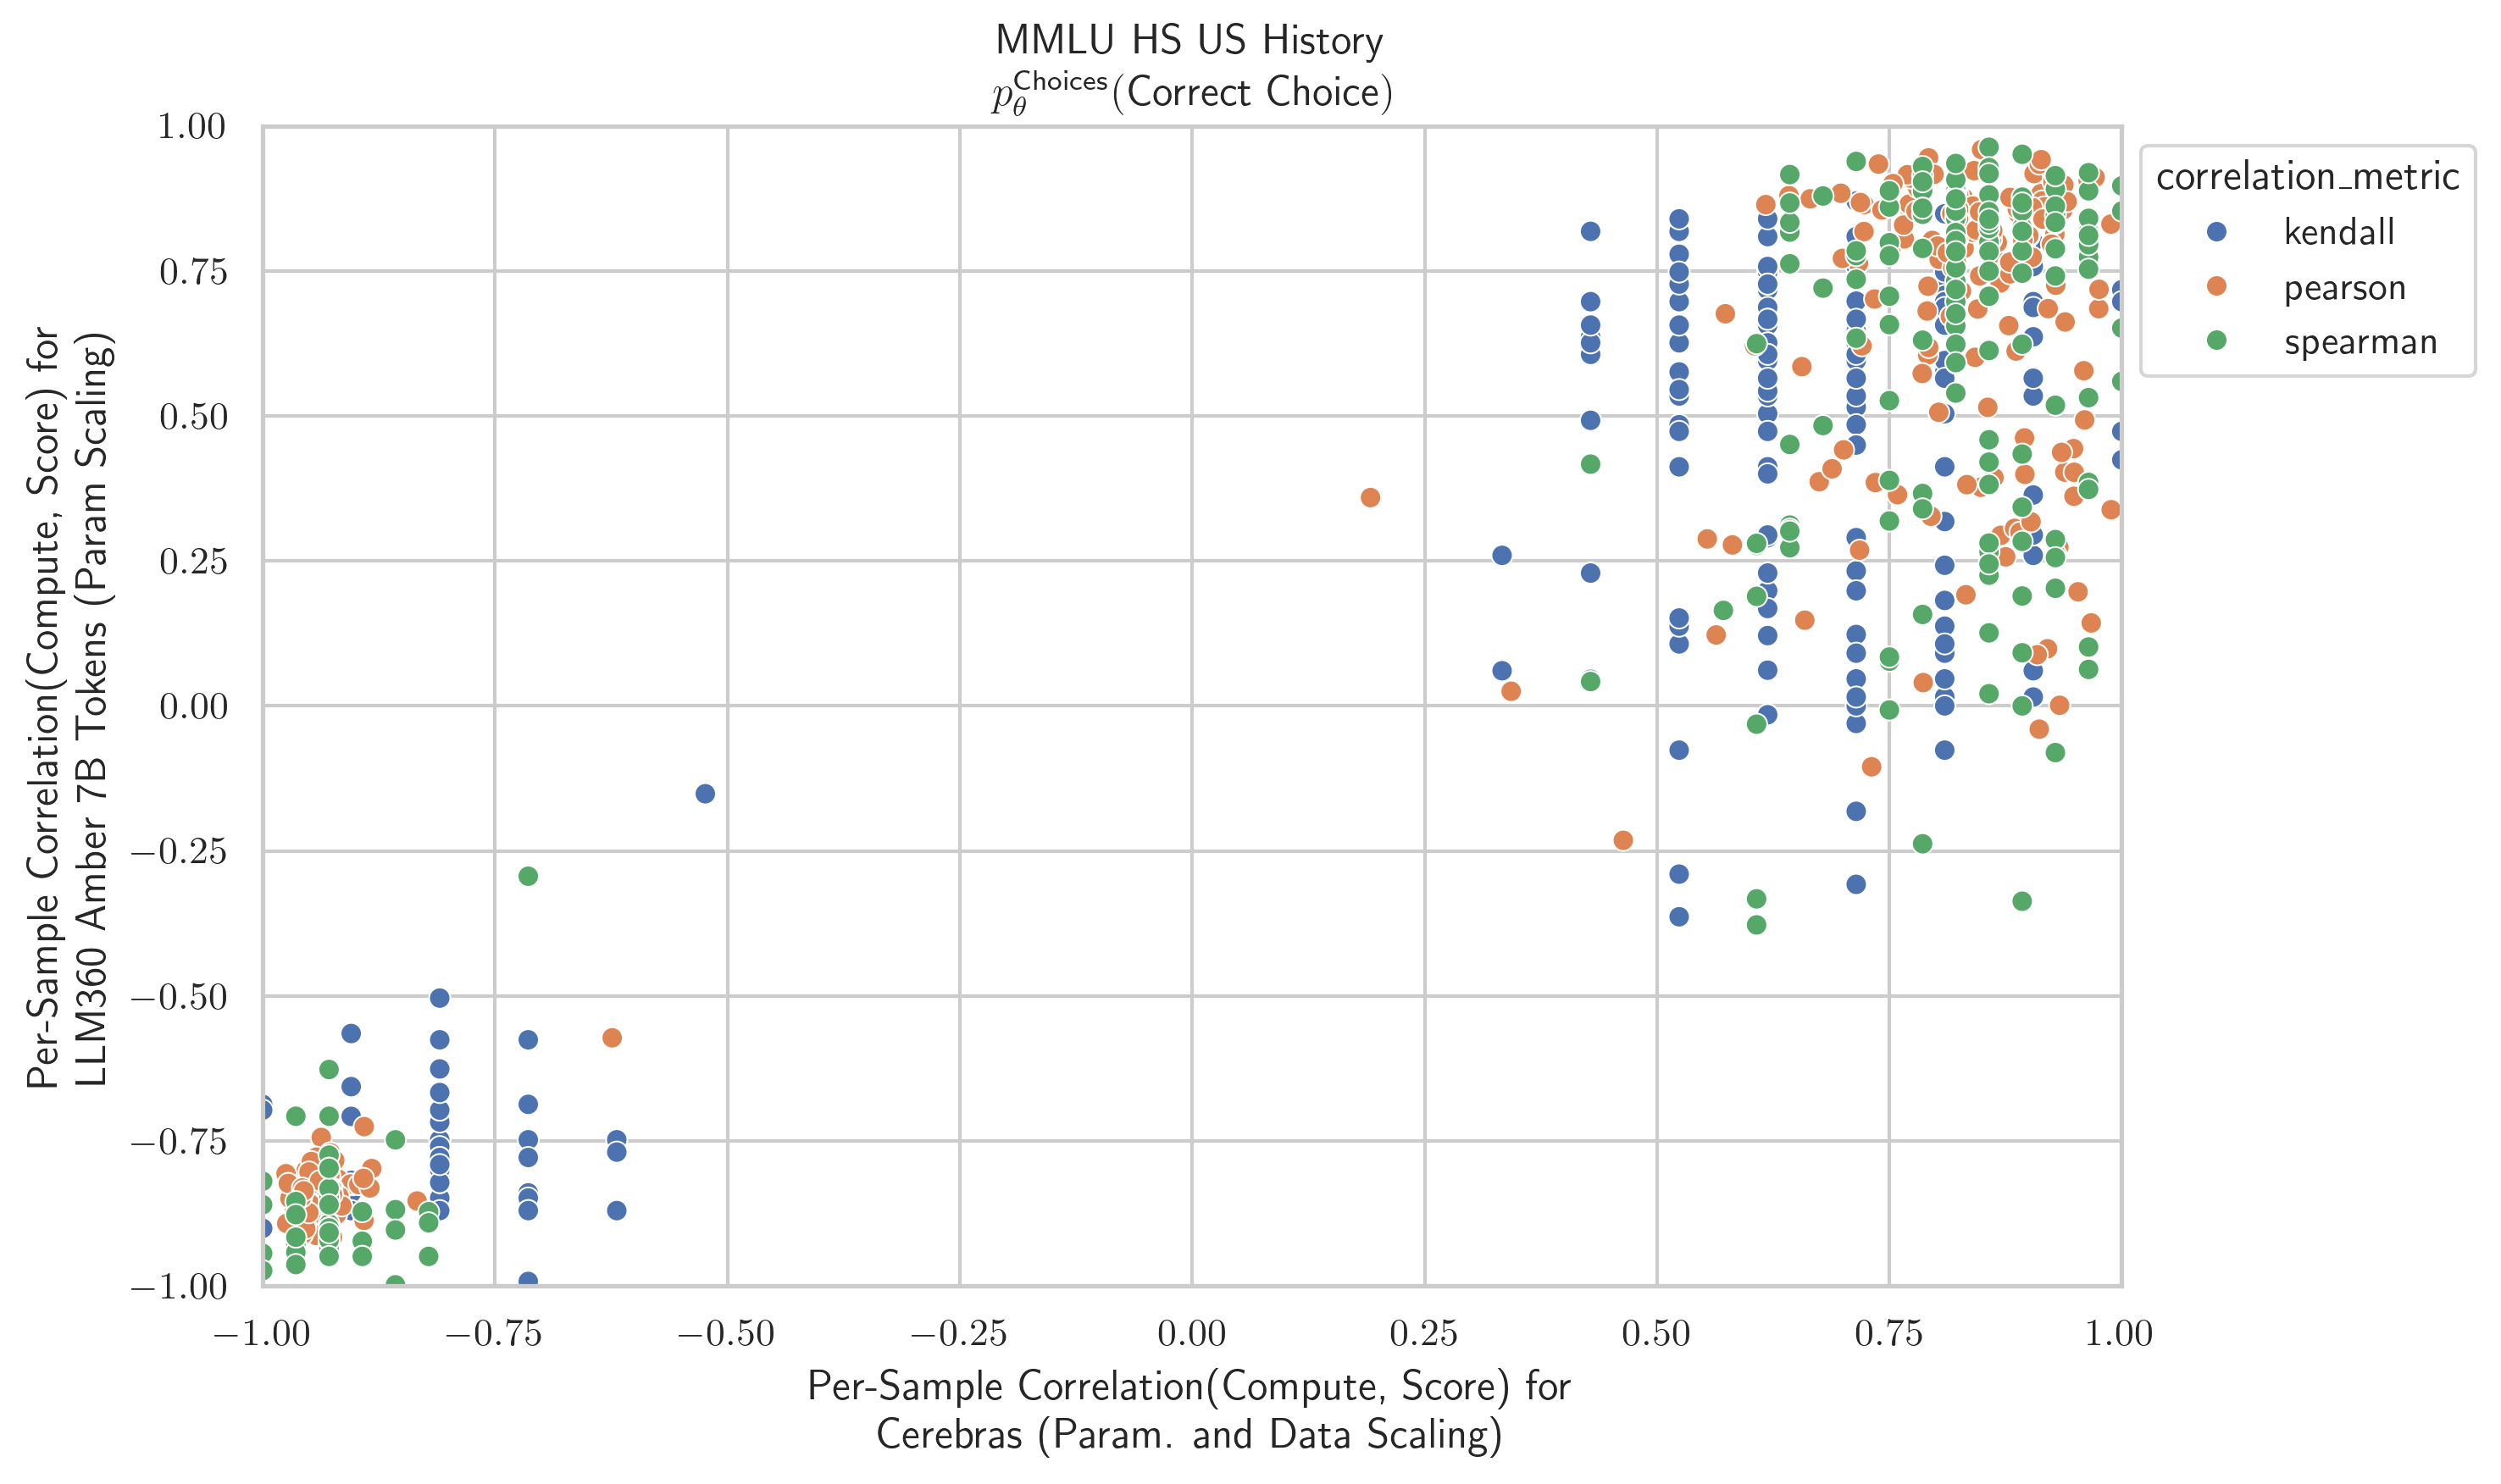 MMLU HS US History
p_θ^Choices(Correct Choice)
Per-Sample Correlation(Compute, Score) for
LLM360 Amber 7B Tokens (Param Scaling)
1.00
0.75
0.50
0.25
0.00
−0.25
−0.50
−0.75
−1.00
−1.00 −0.75 −0.50 −0.25 0.00 0.25 0.50 0.75 1.00
Per-Sample Correlation(Compute, Score) for
Cerebras (Param. and Data Scaling)
correlation_metric
kendall
pearson
spearman